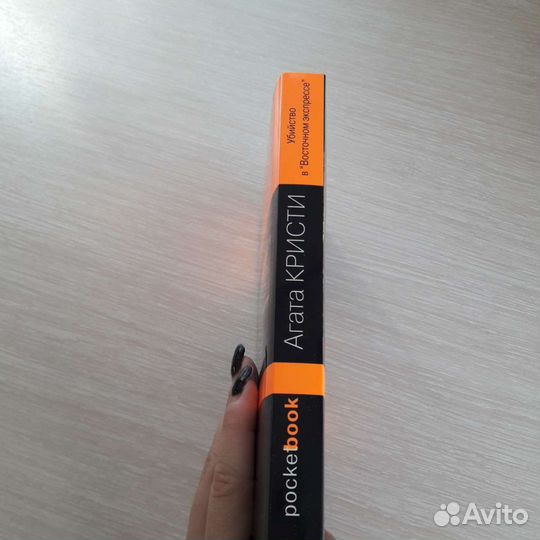 Убийство
в "Восточном экспрессе"
Агата КРИСТИ
pocketbook
Avito